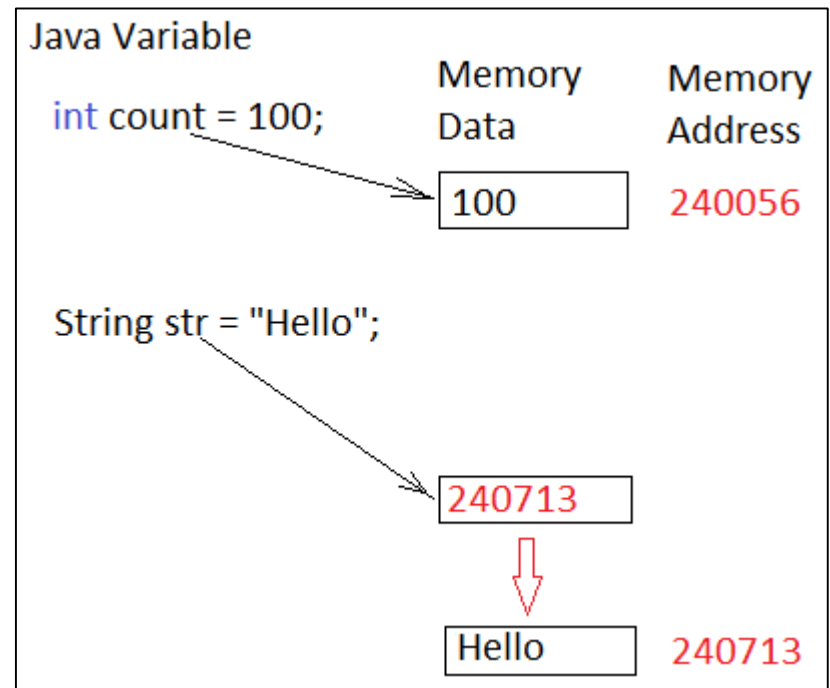 Java Variable
Memory Memory
int count = 100; Data Address
100 240056
String str = "Hello";
240713
Hello 240713